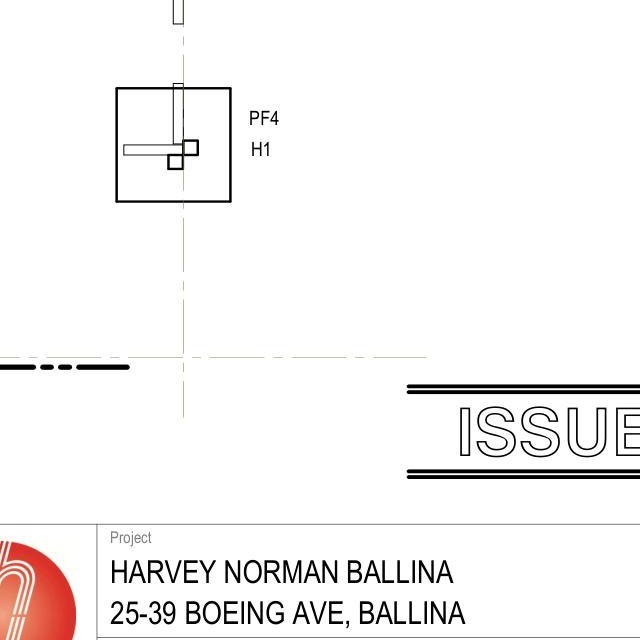 PF4
H1
ISSUE
Project
HARVEY NORMAN BALLINA
25-39 BOEING AVE, BALLINA